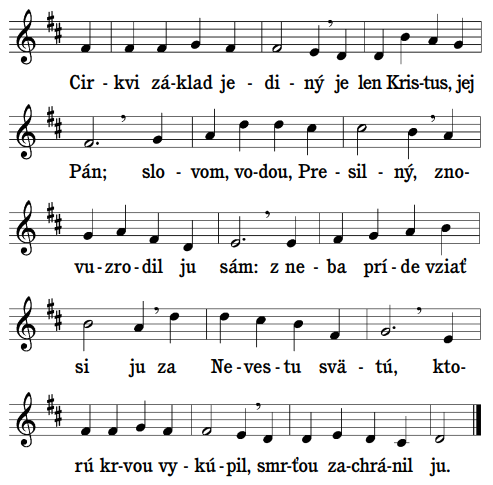 Cir - kvi zá-klad je - di - ný je len Kris-tus, jej
Pán; slo - vom, vo-dou, Pre - sil - ný, zno-
vu-zro-dil ju sám: z ne - ba prí-de vziať
si ju za Ne-ves-tu svä - tú, kto-
rú kr-vou vy - kú-pil, smr-ťou za-chrá-nil ju.